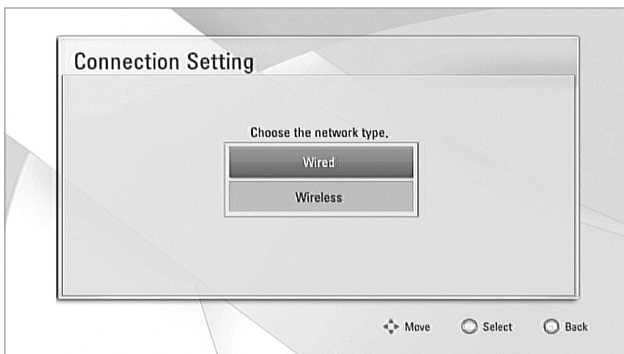 Connection Setting
Choose the network type.
Wired
Wireless
Move Select Back